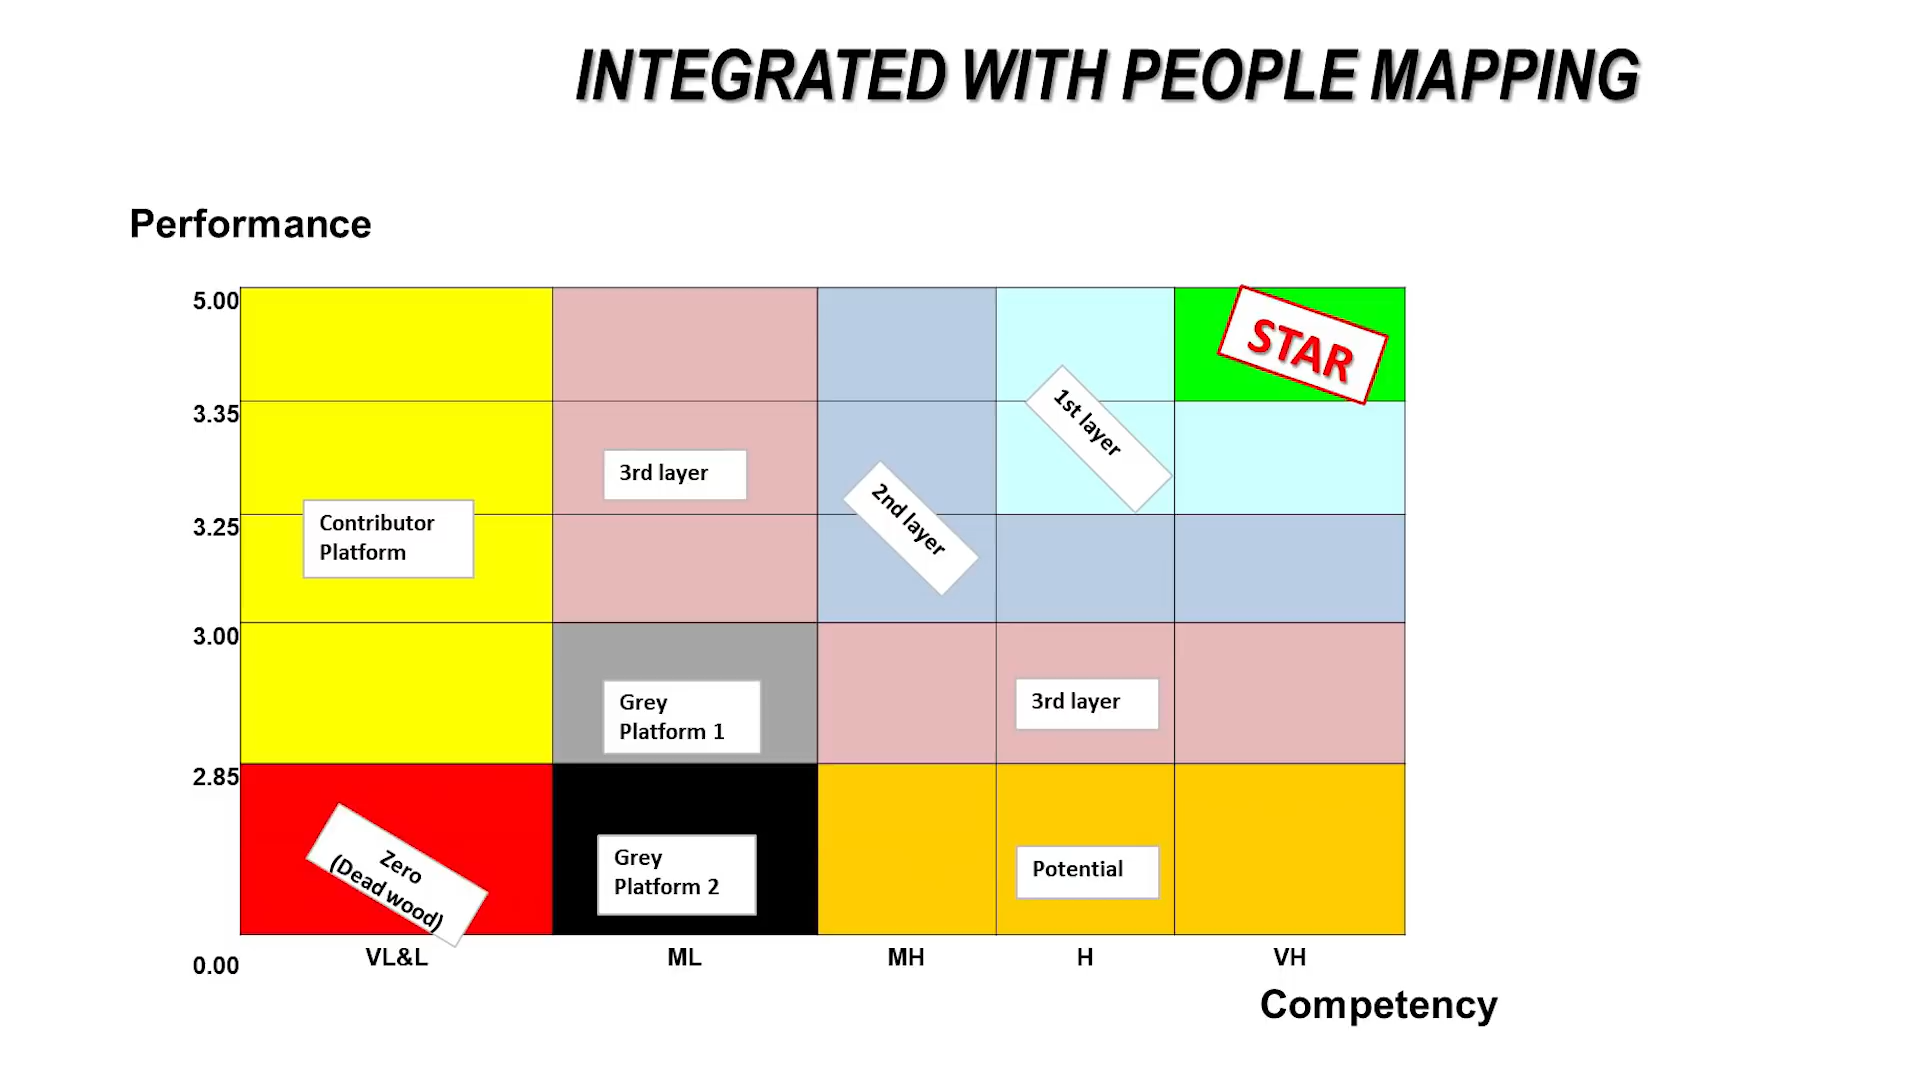 INTEGRATED WITH PEOPLE MAPPING
Performance
5.00
STAR
3.35
1st layer
3rd layer
2nd layer
3.25
Contributor
Platform
3.00
Grey
Platform 1
3rd layer
2.85
Zero
(Dead wood)
Grey
Platform 2
Potential
0.00
VL&L
ML
MH
H
VH
Competency